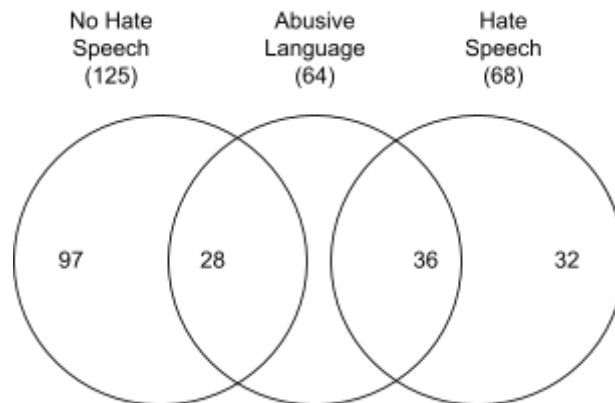 No Hate
Speech
(125)
Abusive
Language
(64)
Hate
Speech
(68)
97
28
36
32